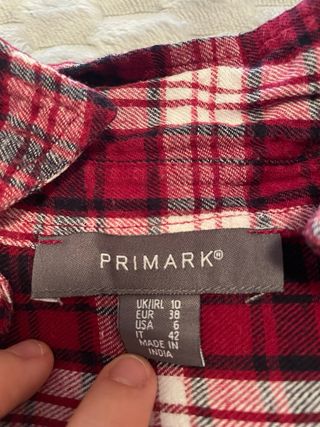 PRIMARK®
UK/IRL 10
EUR 38
USA 6
IT 42
MADE IN
INDIA